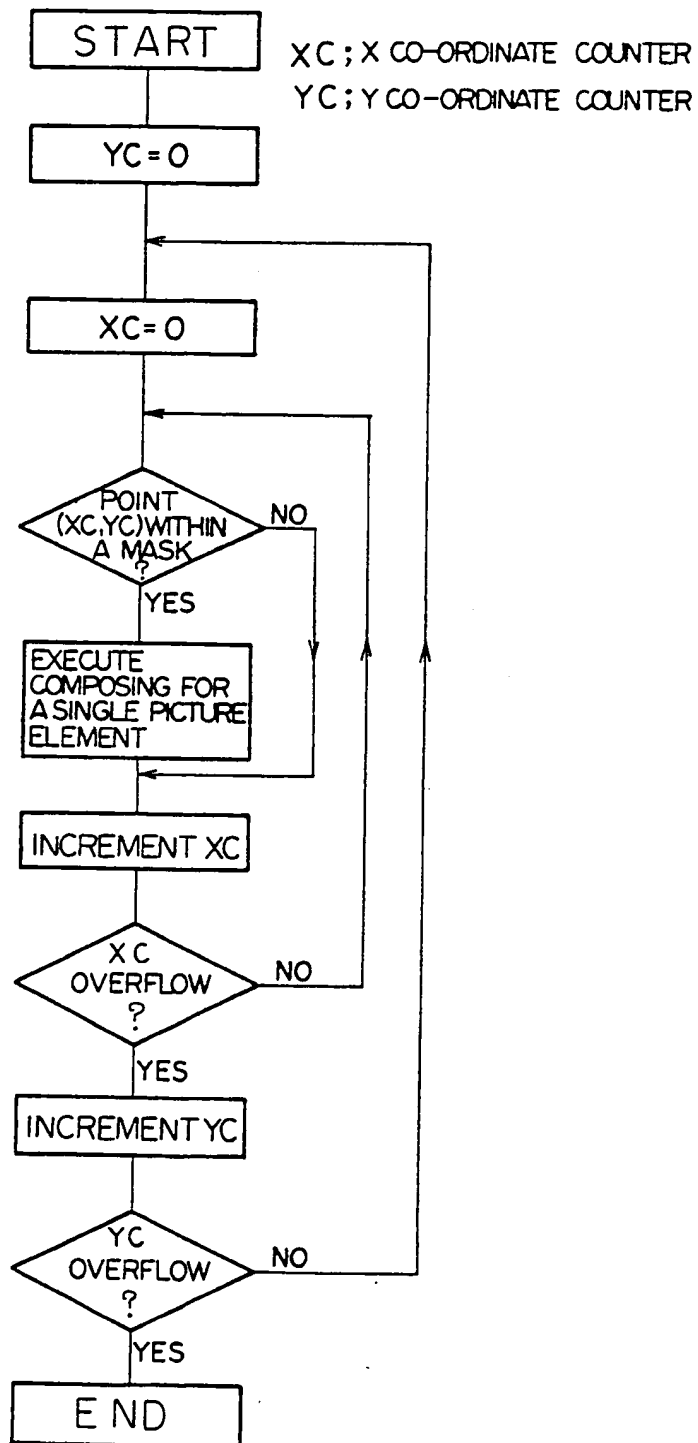 START
XC; X CO-ORDINATE COUNTER
YC; Y CO-ORDINATE COUNTER
YC=0
XC=0
POINT
(XC,YC)WITHIN
A MASK
?
NO
YES
EXECUTE
COMPOSING FOR
A SINGLE PICTURE
ELEMENT
INCREMENT XC
XC
OVERFLOW
?
NO
YES
INCREMENT YC
YC
OVERFLOW
?
NO
YES
END